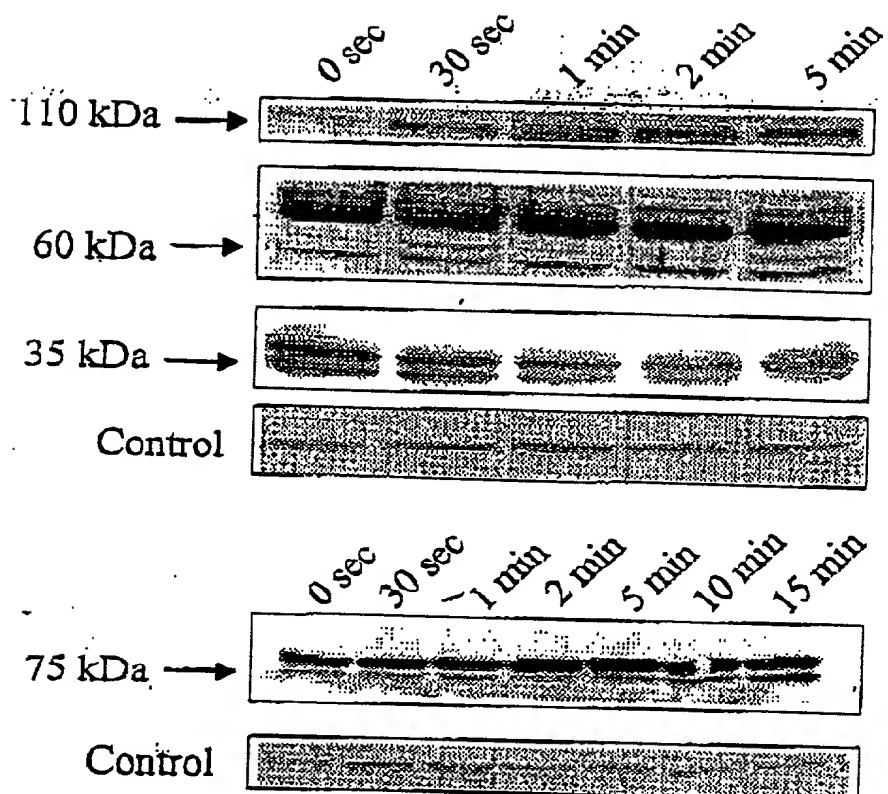 0 sec 30 sec 1 min 2 min 5 min
110 kDa
60 kDa
35 kDa
Control
0 sec 30 sec 1 min 2 min 5 min 10 min 15 min
75 kDa
Control